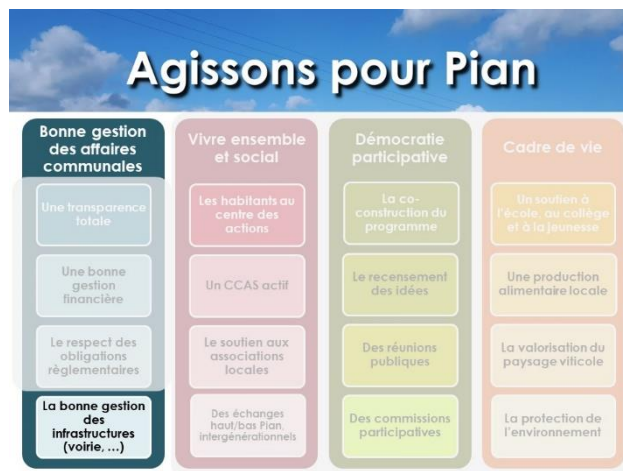 Agissons pour Pian
Bonne gestion
des affaires
communales
Une transparence
totale
Une bonne
gestion
financière
Le respect des
obligations
règlementaires
La bonne gestion
des
infrastructures
(voirie, ...)
Vivre ensemble
et social
Les habitants au
centre des
actions
Un CCAS actif
Le soutien aux
associations
locales
Des échanges
haut/bas Pian,
intergénérationnels
Démocratie
participative
La co-
construction du
programme
Le recensement
des idées
Des réunions
publiques
Des commissions
participatives
Cadre de vie
Un soutien à
l'école, au collège
et à la jeunesse
Une production
alimentaire locale
La valorisation du
paysage viticole
La protection de
l'environnement